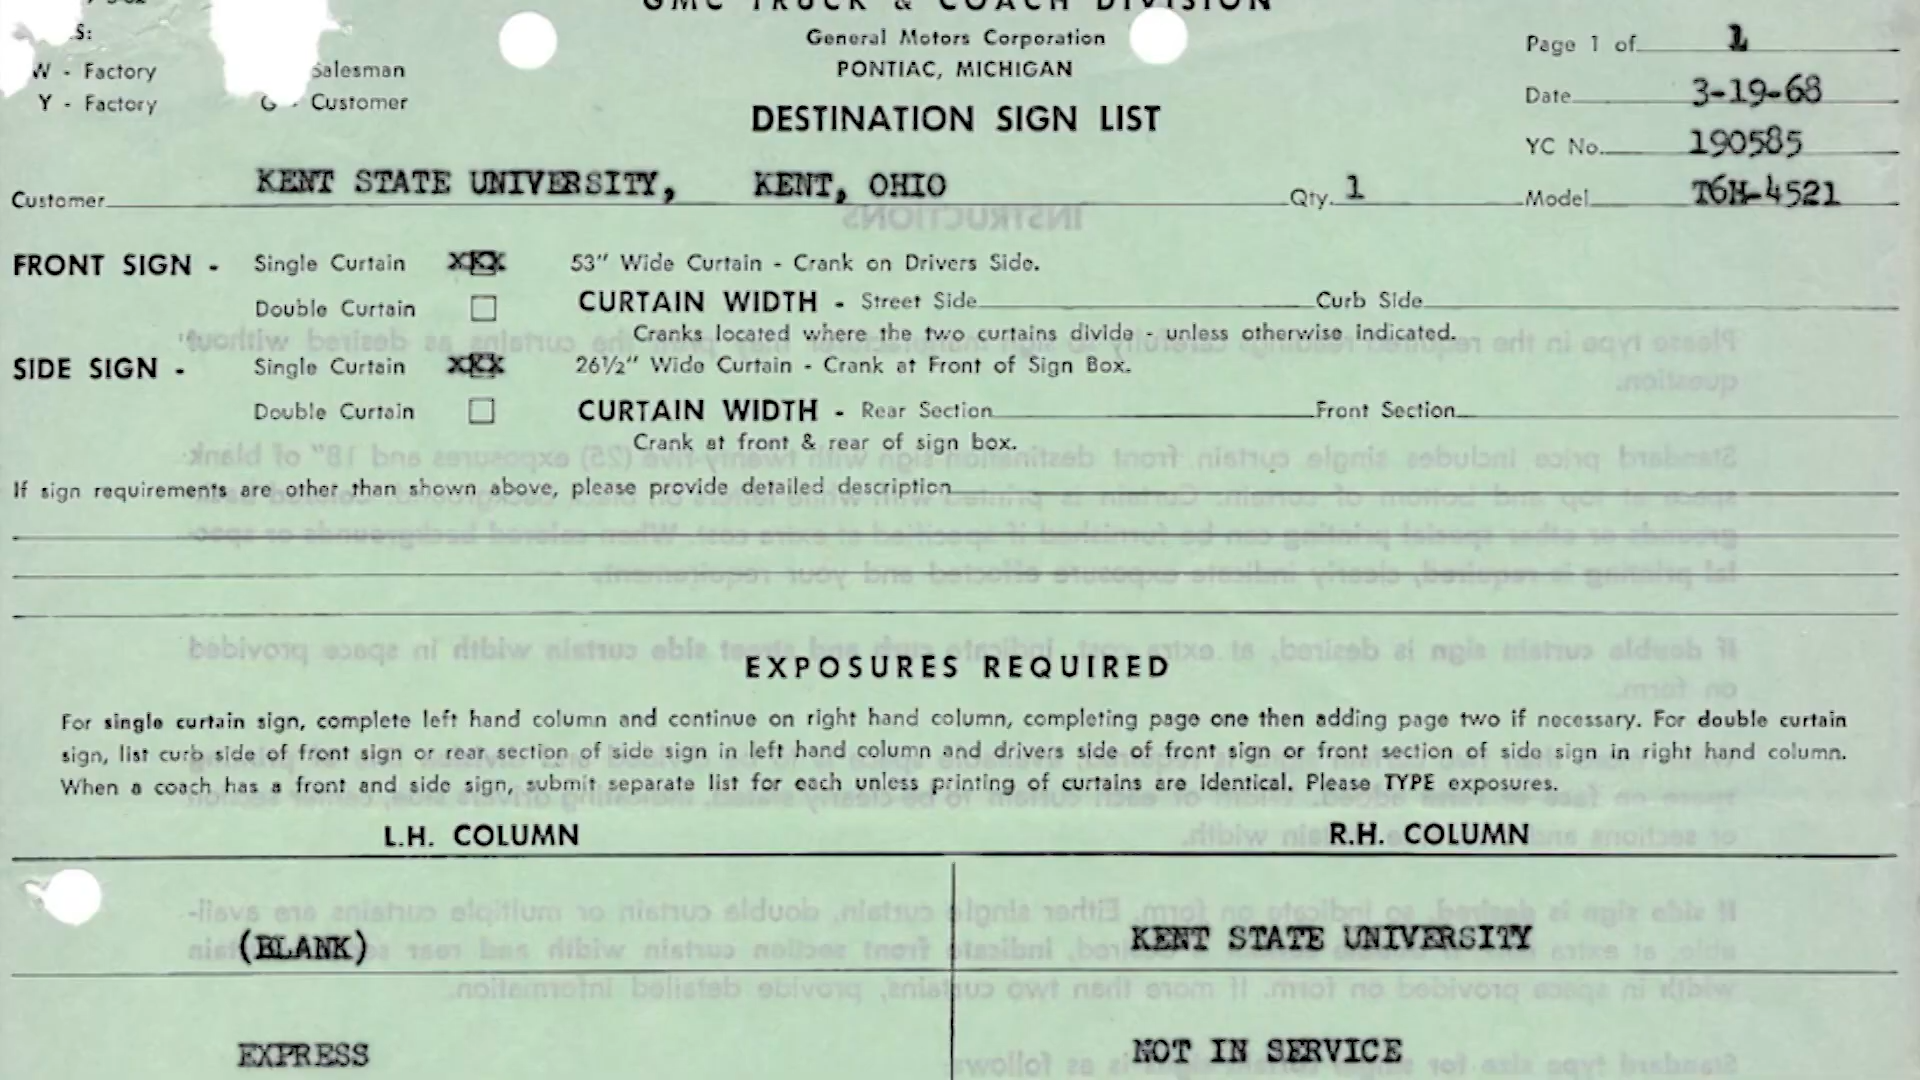 GMC TRUCK & COACH DIVISION
General Motors Corporation
PONTIAC, MICHIGAN
DESTINATION SIGN LIST
S:
W - Factory Salesman
Y - Factory G - Customer
Page 1 of 1
Date 3-19-68
YC No. 190585
Customer KENT STATE UNIVERSITY, KENT, OHIO Qty. 1 Model T6H-4521
INSTRUCTIONS
FRONT SIGN - Single Curtain XXX 53" Wide Curtain - Crank on Drivers Side.
Double Curtain CURTAIN WIDTH - Street Side Curb Side
Cranks located where the two curtains divide - unless otherwise indicated.
SIDE SIGN - Single Curtain XXX 26½" Wide Curtain - Crank at Front of Sign Box.
Double Curtain CURTAIN WIDTH - Rear Section Front Section
Crank at front & rear of sign box.
If sign requirements are other than shown above, please provide detailed description
EXPOSURES REQUIRED
For single curtain sign, complete left hand column and continue on right hand column, completing page one then adding page two if necessary. For double curtain
sign, list curb side of front sign or rear section of side sign in left hand column and drivers side of front sign or front section of side sign in right hand column.
When a coach has a front and side sign, submit separate list for each unless printing of curtains are identical. Please TYPE exposures.
L.H. COLUMN R.H. COLUMN
(BLANK) KENT STATE UNIVERSITY
EXPRESS NOT IN SERVICE